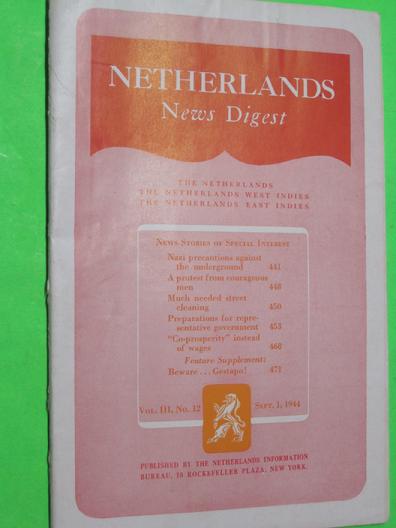 NETHERLANDS
News Digest
THE NETHERLANDS
THE NETHERLANDS WEST INDIES
THE NETHERLANDS EAST INDIES
NEWS STORIES OF SPECIAL INTEREST
Nazi precautions against
the underground 441
A protest from courageous
men 448
Much needed street
cleaning 450
Preparations for repre-
sentative government 453
"Co-prosperity" instead
of wages 468
Feature Supplement:
Beware . . . Gestapo! 471
VOL. III, No. 12 SEPT. 1, 1944
PUBLISHED BY THE NETHERLANDS INFORMATION
BUREAU, 10 ROCKEFELLER PLAZA, NEW YORK.